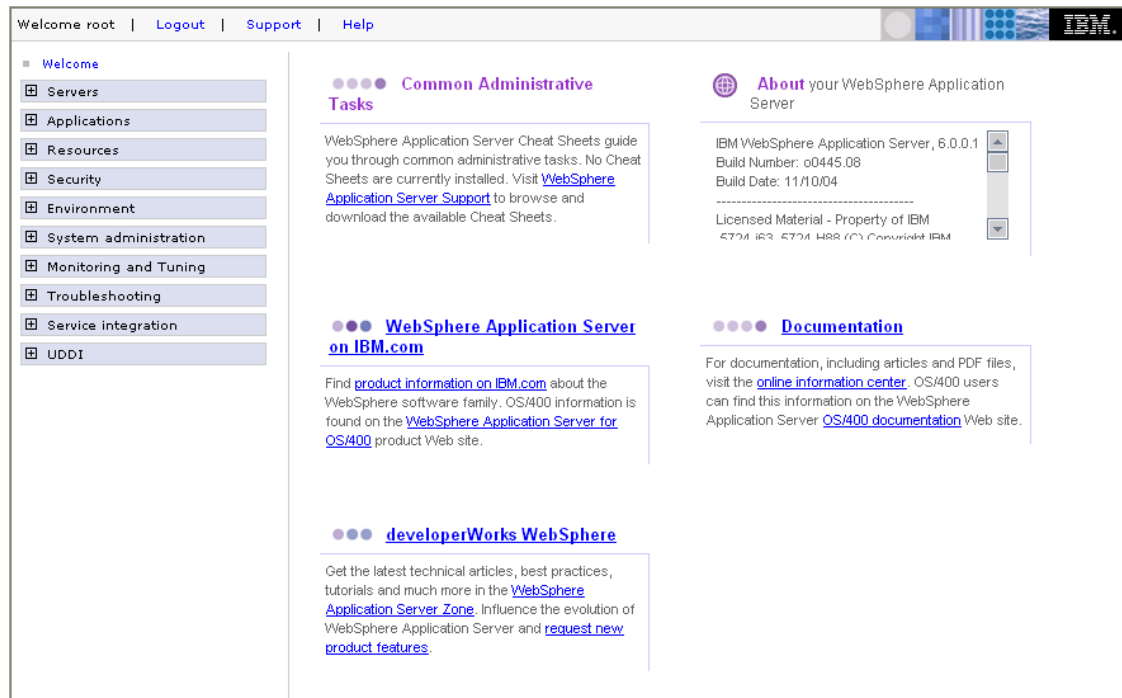 Welcome root | Logout | Support | Help
IBM.
Welcome
Servers
Applications
Resources
Security
Environment
System administration
Monitoring and Tuning
Troubleshooting
Service integration
UDDI
Common Administrative
Tasks
WebSphere Application Server Cheat Sheets guide
you through common administrative tasks. No Cheat
Sheets are currently installed. Visit WebSphere
Application Server Support to browse and
download the available Cheat Sheets.
About your WebSphere Application
Server
IBM WebSphere Application Server, 6.0.0.1
Build Number: o0445.08
Build Date: 11/10/04
----------------------------------------
Licensed Material - Property of IBM
5724-i63, 5724-H88 (C) Copyright IBM
WebSphere Application Server
on IBM.com
Find product information on IBM.com about the
WebSphere software family. OS/400 information is
found on the WebSphere Application Server for
OS/400 product Web site.
Documentation
For documentation, including articles and PDF files,
visit the online information center. OS/400 users
can find this information on the WebSphere
Application Server OS/400 documentation Web site.
developerWorks WebSphere
Get the latest technical articles, best practices,
tutorials and much more in the WebSphere
Application Server Zone. Influence the evolution of
WebSphere Application Server and request new
product features.